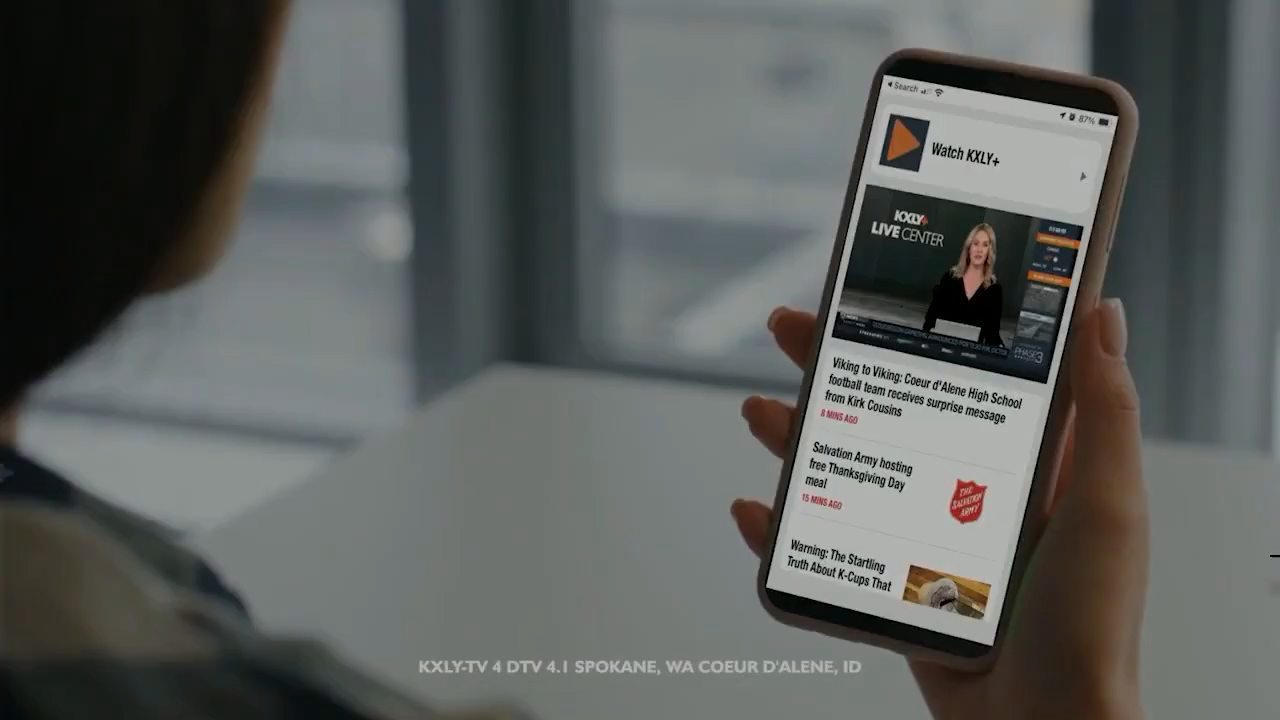 Search
87%
Watch KXLY+
KXLY+
LIVE CENTER
PHASE 3
Viking to Viking: Coeur d'Alene High School
football team receives surprise message
from Kirk Cousins
8 MINS AGO
Salvation Army hosting
free Thanksgiving Day
meal
15 MINS AGO
THE
SALVATION
ARMY
Warning: The Startling
Truth About K-Cups That
KXLY-TV 4 DTV 4.1 SPOKANE, WA COEUR D'ALENE, ID